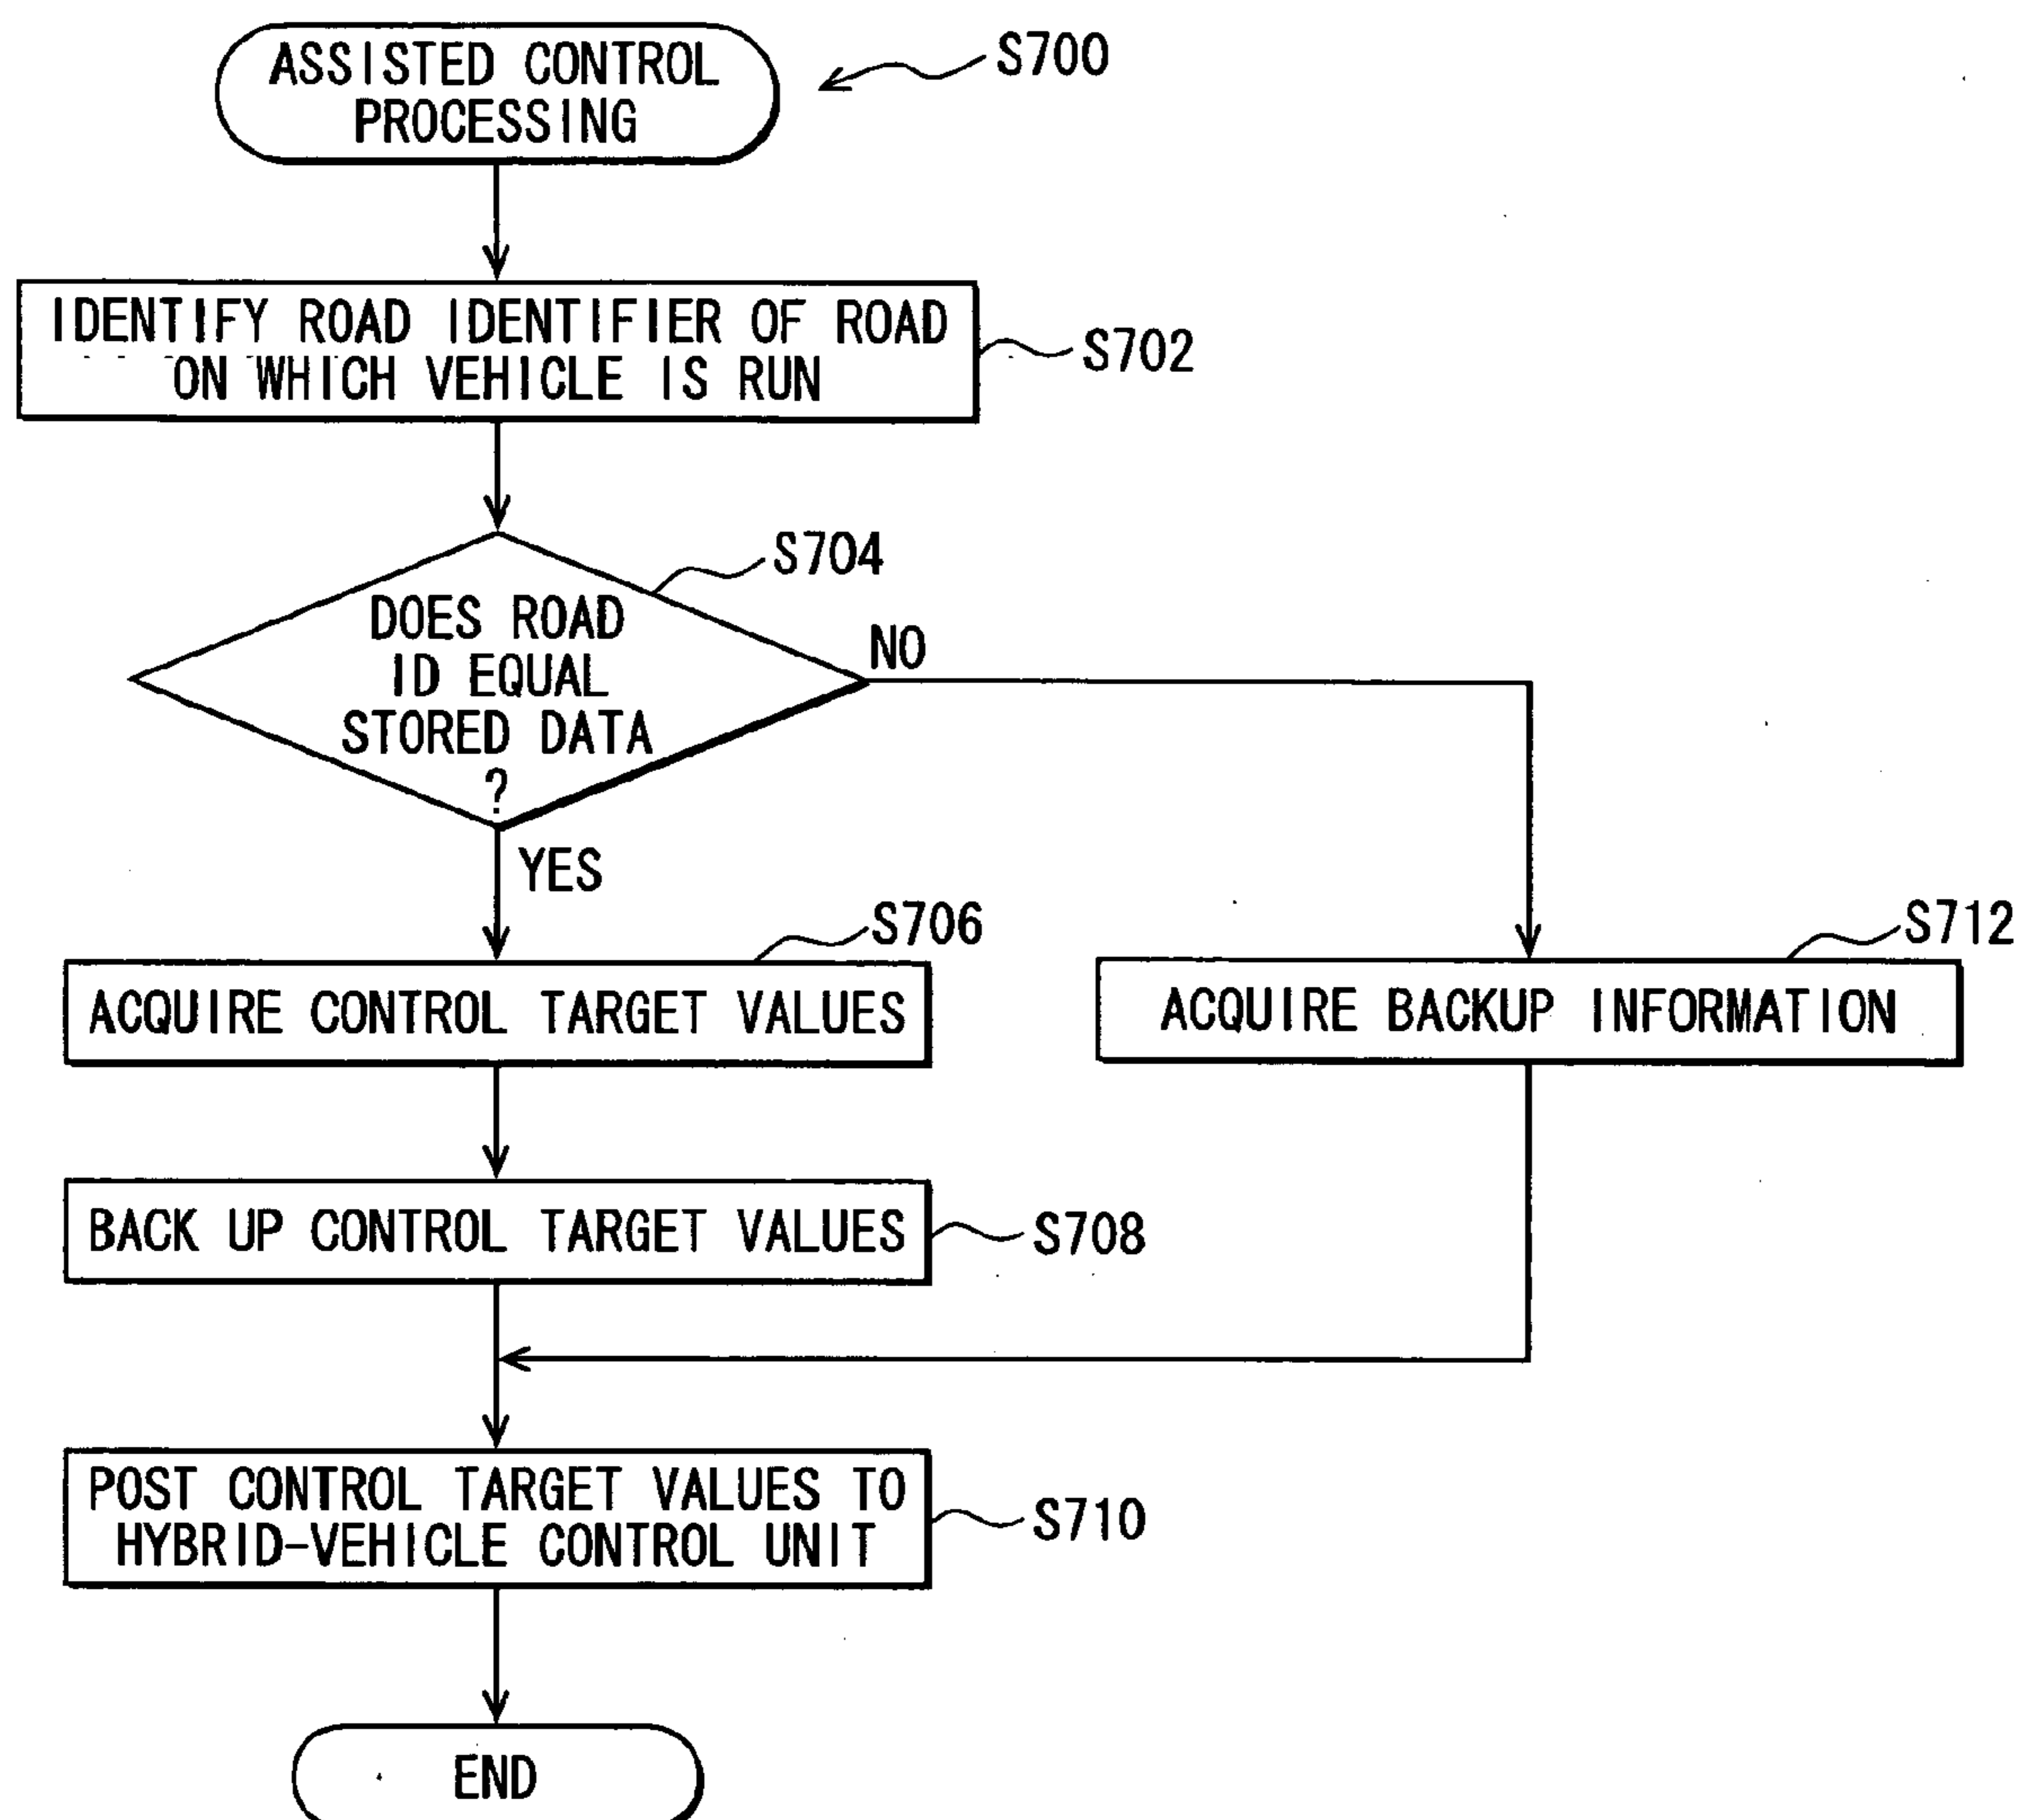 ASSISTED CONTROL
PROCESSING
S700
IDENTIFY ROAD IDENTIFIER OF ROAD
ON WHICH VEHICLE IS RUN
S702
S704
DOES ROAD
ID EQUAL
STORED DATA
?
NO
YES
S706
ACQUIRE CONTROL TARGET VALUES
S712
ACQUIRE BACKUP INFORMATION
BACK UP CONTROL TARGET VALUES
S708
POST CONTROL TARGET VALUES TO
HYBRID-VEHICLE CONTROL UNIT
S710
END